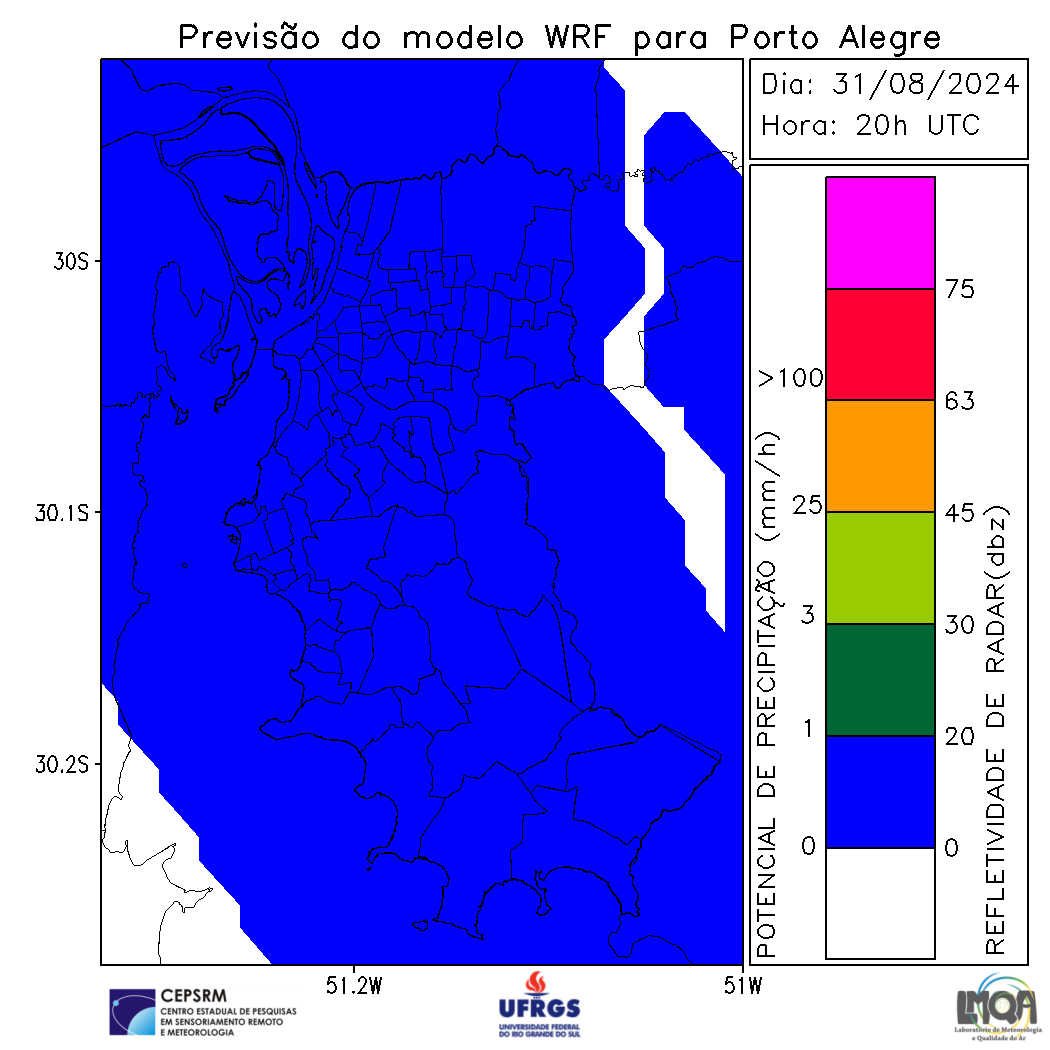 Previsão do modelo WRF para Porto Alegre
Dia: 31/08/2024
Hora: 20h UTC
30S
30.1S
30.2S
51.2W
51W
POTENCIAL DE PRECIPITAÇÃO (mm/h)
>100
25
3
1
0
75
63
45
30
20
0
REFLETIVIDADE DE RADAR(dbz)
CEPSRM
CENTRO ESTADUAL DE PESQUISAS
EM SENSORIAMENTO REMOTO
E METEOROLOGIA
UFRGS
UNIVERSIDADE FEDERAL
DO RIO GRANDE DO SUL
LMQA
Laboratório de Meteorologia
e Qualidade do Ar